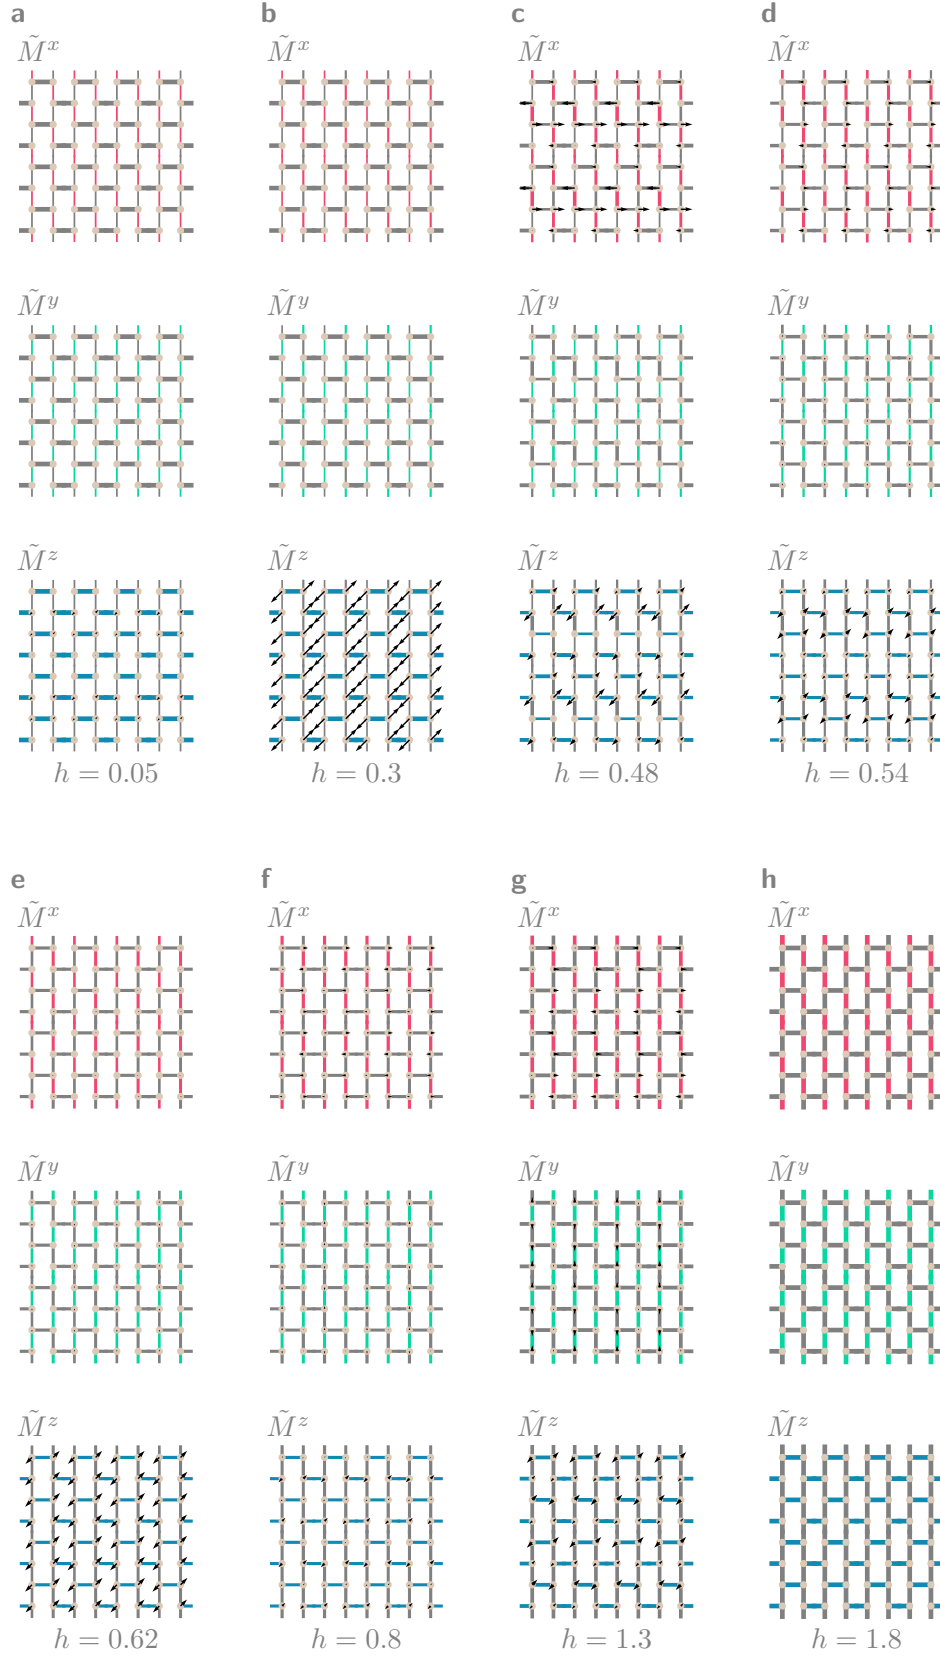 a b c d
M̃ˣ M̃ˣ M̃ˣ M̃ˣ
M̃ʸ M̃ʸ M̃ʸ M̃ʸ
M̃ᶻ M̃ᶻ M̃ᶻ M̃ᶻ
h = 0.05 h = 0.3 h = 0.48 h = 0.54
e f g h
M̃ˣ M̃ˣ M̃ˣ M̃ˣ
M̃ʸ M̃ʸ M̃ʸ M̃ʸ
M̃ᶻ M̃ᶻ M̃ᶻ M̃ᶻ
h = 0.62 h = 0.8 h = 1.3 h = 1.8